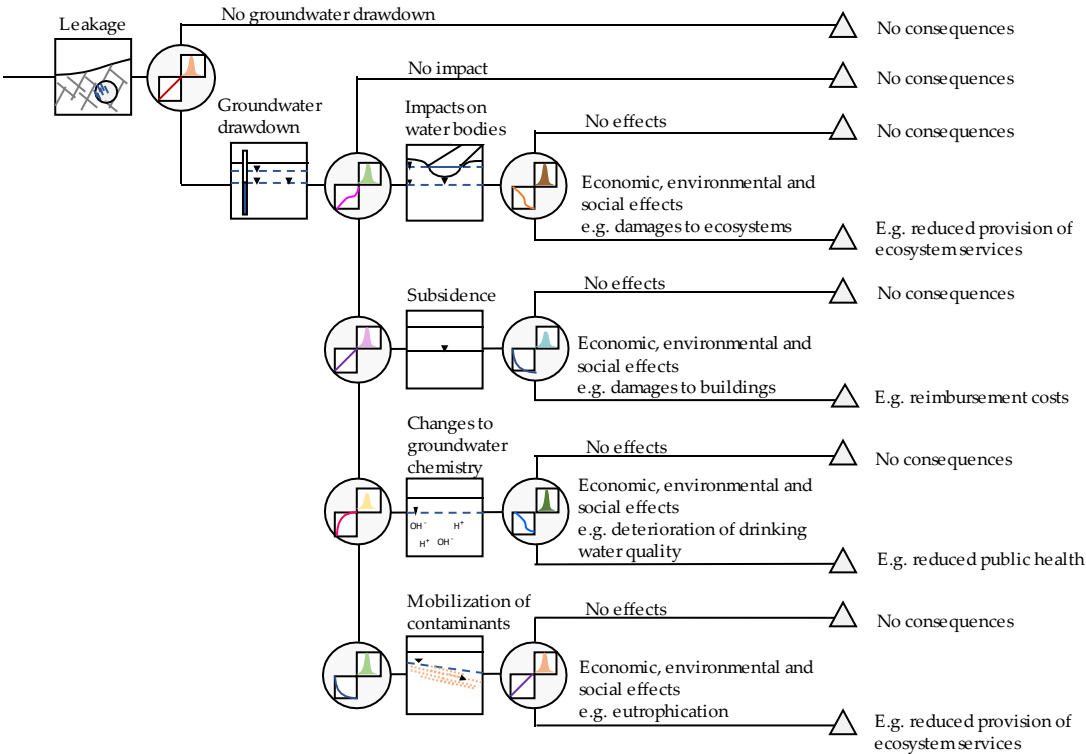 Leakage
No groundwater drawdown
No consequences
No impact
No consequences
Groundwater
drawdown
Impacts on
water bodies
No effects
No consequences
Economic, environmental and
social effects
e.g. damages to ecosystems
E.g. reduced provision of
ecosystem services
Subsidence
No effects
No consequences
Economic, environmental and
social effects
e.g. damages to buildings
E.g. reimbursement costs
Changes to
groundwater
chemistry
No effects
No consequences
OH⁻ H⁺
H⁺ OH⁻
Economic, environmental and
social effects
e.g. deterioration of drinking
water quality
E.g. reduced public health
Mobilization of
contaminants
No effects
No consequences
Economic, environmental and
social effects
e.g. eutrophication
E.g. reduced provision of
ecosystem services